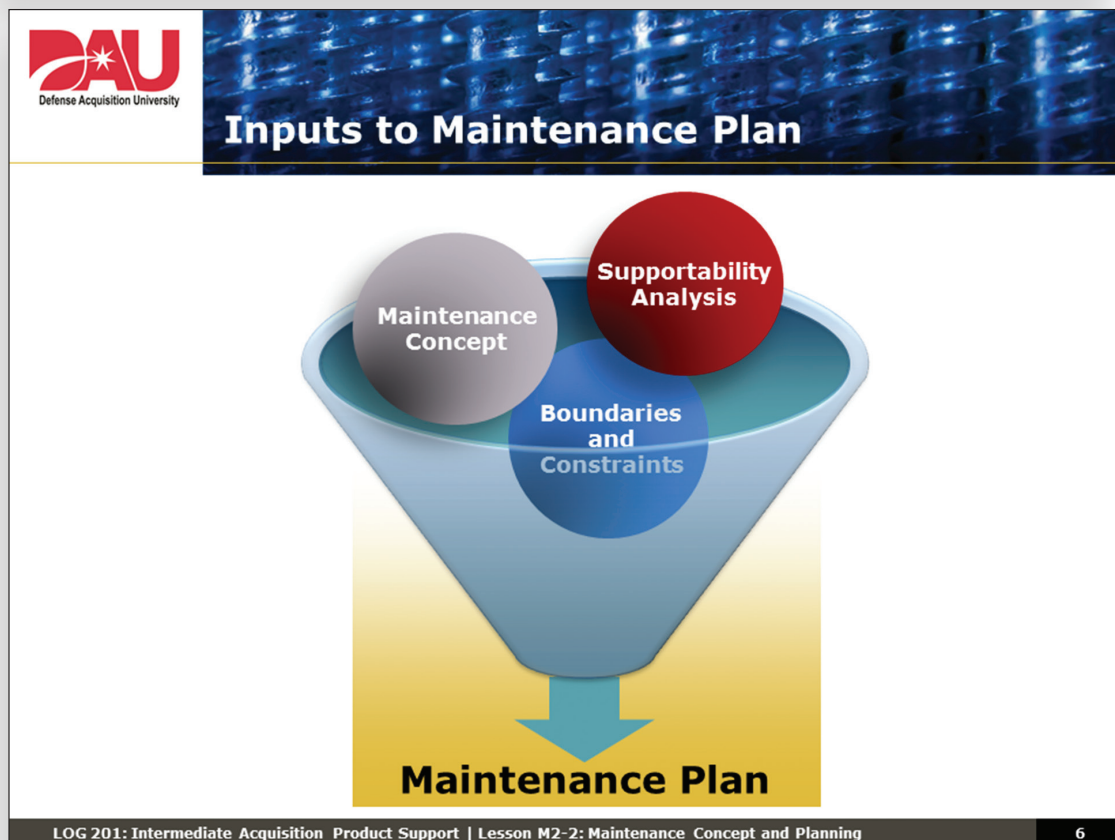 DAU
Defense Acquisition University
Inputs to Maintenance Plan
Supportability
Analysis
Maintenance
Concept
Boundaries
and
Constraints
Maintenance Plan
LOG 201: Intermediate Acquisition Product Support | Lesson M2-2: Maintenance Concept and Planning
6